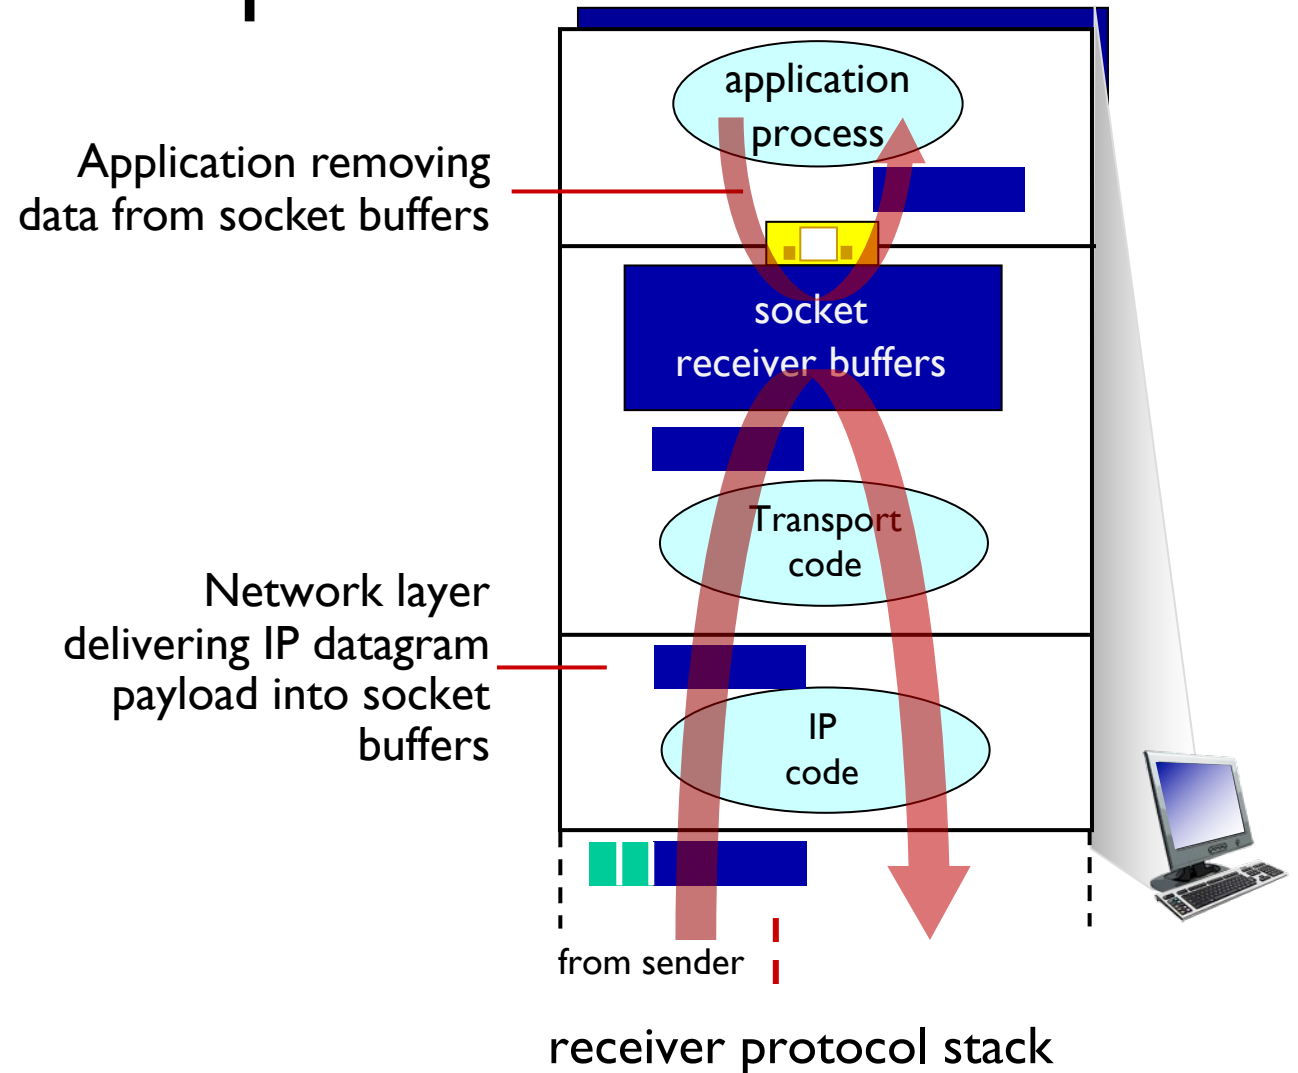 application
process
Application removing
data from socket buffers
socket
receiver buffers
Transport
code
Network layer
delivering IP datagram
payload into socket
buffers
IP
code
from sender
receiver protocol stack